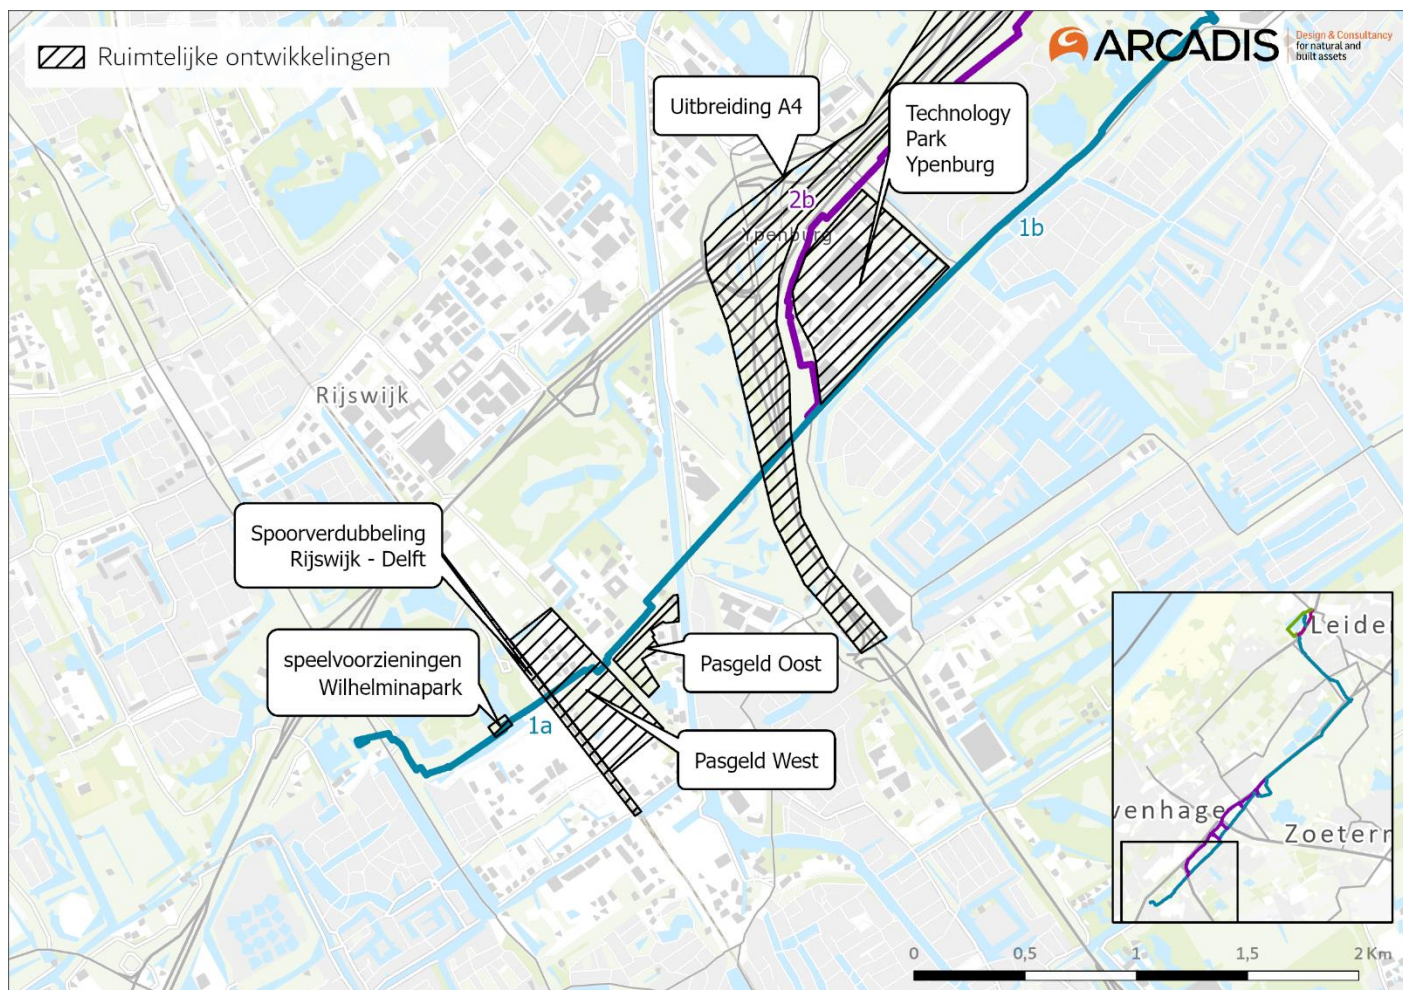 Ruimtelijke ontwikkelingen
ARCADIS
Design & Consultancy
for natural and
built assets
Uitbreiding A4
Technology
Park
Ypenburg
2b
Ypenburg
1b
Rijswijk
Spoorverdubbeling
Rijswijk - Delft
speelvoorzieningen
Wilhelminapark
Pasgeld Oost
1a
Pasgeld West
Leider
venhage
Zoeterm
0
0,5
1
1,5
2 Km